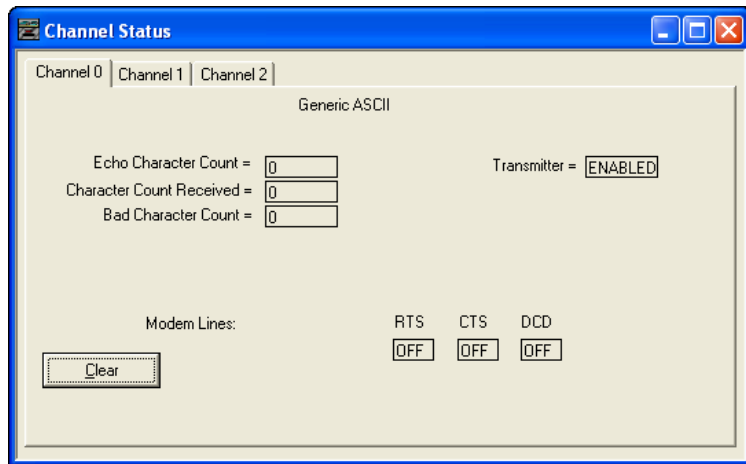 Channel Status
Channel 0 Channel 1 Channel 2
Generic ASCII
Echo Character Count = 0 Transmitter = ENABLED
Character Count Received = 0
Bad Character Count = 0
Modem Lines: RTS CTS DCD
OFF OFF OFF
Clear